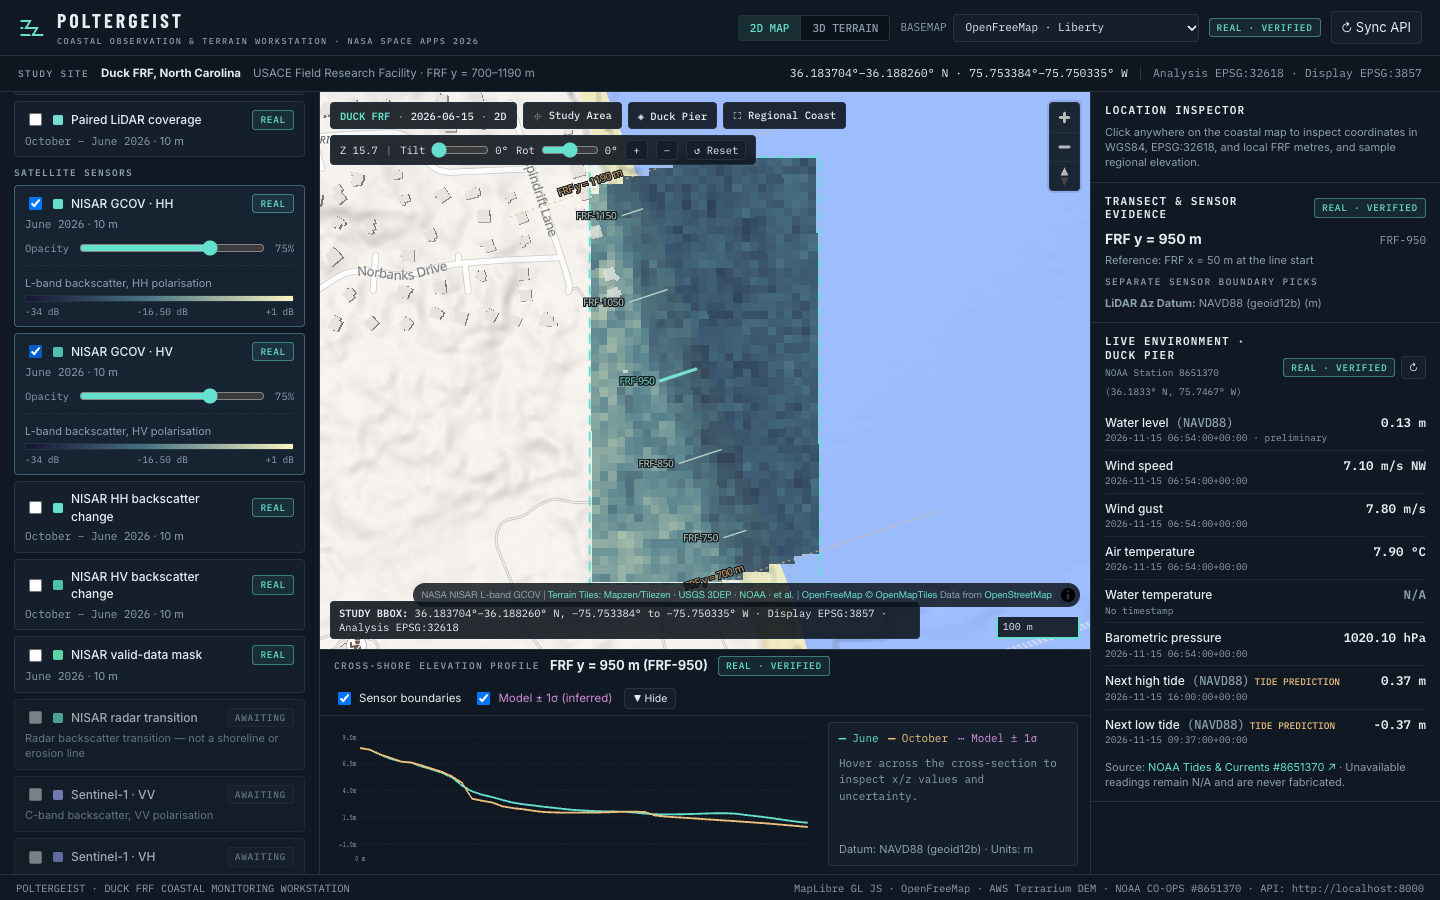 POLTERGEIST
COASTAL OBSERVATION & TERRAIN WORKSTATION · NASA SPACE APPS 2026
2D MAP
3D TERRAIN
BASEMAP
OpenFreeMap · Liberty
REAL · VERIFIED
↻ Sync API
STUDY SITE Duck FRF, North Carolina USACE Field Research Facility · FRF y = 700–1190 m
36.183704°–36.188260° N · 75.753384°–75.750335° W
Analysis EPSG:32618 · Display EPSG:3857
Paired LiDAR coverage
REAL
October – June 2026 · 10 m
SATELLITE SENSORS
NISAR GCOV · HH
REAL
June 2026 · 10 m
Opacity 75%
L-band backscatter, HH polarisation
-34 dB -16.50 dB +1 dB
NISAR GCOV · HV
REAL
June 2026 · 10 m
Opacity 75%
L-band backscatter, HV polarisation
-34 dB -16.50 dB +1 dB
NISAR HH backscatter
change
REAL
October – June 2026 · 10 m
NISAR HV backscatter
change
REAL
October – June 2026 · 10 m
NISAR valid-data mask
REAL
June 2026 · 10 m
NISAR radar transition
AWAITING
Radar backscatter transition — not a shoreline or
erosion line
Sentinel-1 · VV
AWAITING
C-band backscatter, VV polarisation
Sentinel-1 · VH
AWAITING
DUCK FRF · 2026-06-15 · 2D
Study Area
◈ Duck Pier
Regional Coast
Z 15.7 | Tilt 0° Rot 0° + − ↺ Reset
FRF y = 1190 m
pindrift Lane
FRF-1150
Norbanks Drive
FRF-1050
FRF-950
FRF-850
FRF-750
FRF y = 700 m
NASA NISAR L-band GCOV | Terrain Tiles: Mapzen/Tilezen · USGS 3DEP · NOAA · et al. | OpenFreeMap © OpenMapTiles Data from OpenStreetMap
STUDY BBOX: 36.183704°–36.188260° N, −75.753384° to −75.750335° W · Display EPSG:3857 ·
Analysis EPSG:32618
100 m
CROSS-SHORE ELEVATION PROFILE FRF y = 950 m (FRF-950)
REAL · VERIFIED
Sensor boundaries
Model ± 1σ (inferred)
▼ Hide
9.0m
6.5m
4.0m
1.5m
-1.0m
0 m
June October Model ± 1σ
Hover across the cross-section to
inspect x/z values and
uncertainty.
Datum: NAVD88 (geoid12b) · Units: m
LOCATION INSPECTOR
Click anywhere on the coastal map to inspect coordinates in
WGS84, EPSG:32618, and local FRF metres, and sample
regional elevation.
TRANSECT & SENSOR
EVIDENCE
REAL · VERIFIED
FRF y = 950 m
FRF-950
Reference: FRF x = 50 m at the line start
SEPARATE SENSOR BOUNDARY PICKS
LiDAR Δz Datum: NAVD88 (geoid12b) (m)
LIVE ENVIRONMENT ·
DUCK PIER
NOAA Station 8651370
(36.1833° N, 75.7467° W)
REAL · VERIFIED
↻
Water level (NAVD88) 0.13 m
2026-11-15 06:54:00+00:00 · preliminary
Wind speed 7.10 m/s NW
2026-11-15 06:54:00+00:00
Wind gust 7.80 m/s
2026-11-15 06:54:00+00:00
Air temperature 7.90 °C
2026-11-15 06:54:00+00:00
Water temperature N/A
No timestamp
Barometric pressure 1020.10 hPa
2026-11-15 06:54:00+00:00
Next high tide (NAVD88) TIDE PREDICTION 0.37 m
2026-11-15 16:00:00+00:00
Next low tide (NAVD88) TIDE PREDICTION -0.37 m
2026-11-15 09:37:00+00:00
Source: NOAA Tides & Currents #8651370 ↗ · Unavailable
readings remain N/A and are never fabricated.
POLTERGEIST · DUCK FRF COASTAL MONITORING WORKSTATION
MapLibre GL JS · OpenFreeMap · AWS Terrarium DEM · NOAA CO-OPS #8651370 · API: http://localhost:8000